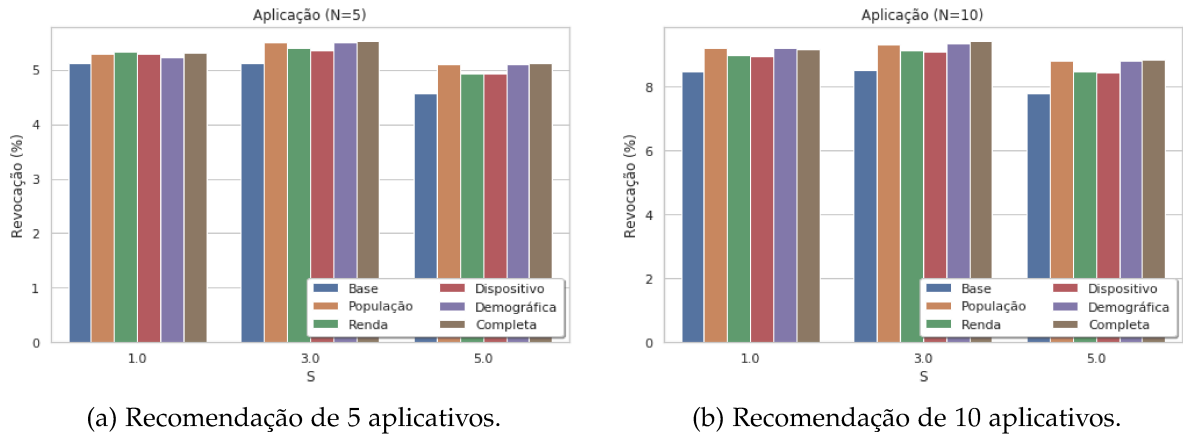 Aplicação (N=5)
Revocação (%)
5
4
3
2
1
0
Base
População
Renda
Dispositivo
Demográfica
Completa
1.0
3.0
5.0
S
(a) Recomendação de 5 aplicativos.
Aplicação (N=10)
Revocação (%)
8
6
4
2
0
Base
População
Renda
Dispositivo
Demográfica
Completa
1.0
3.0
5.0
S
(b) Recomendação de 10 aplicativos.